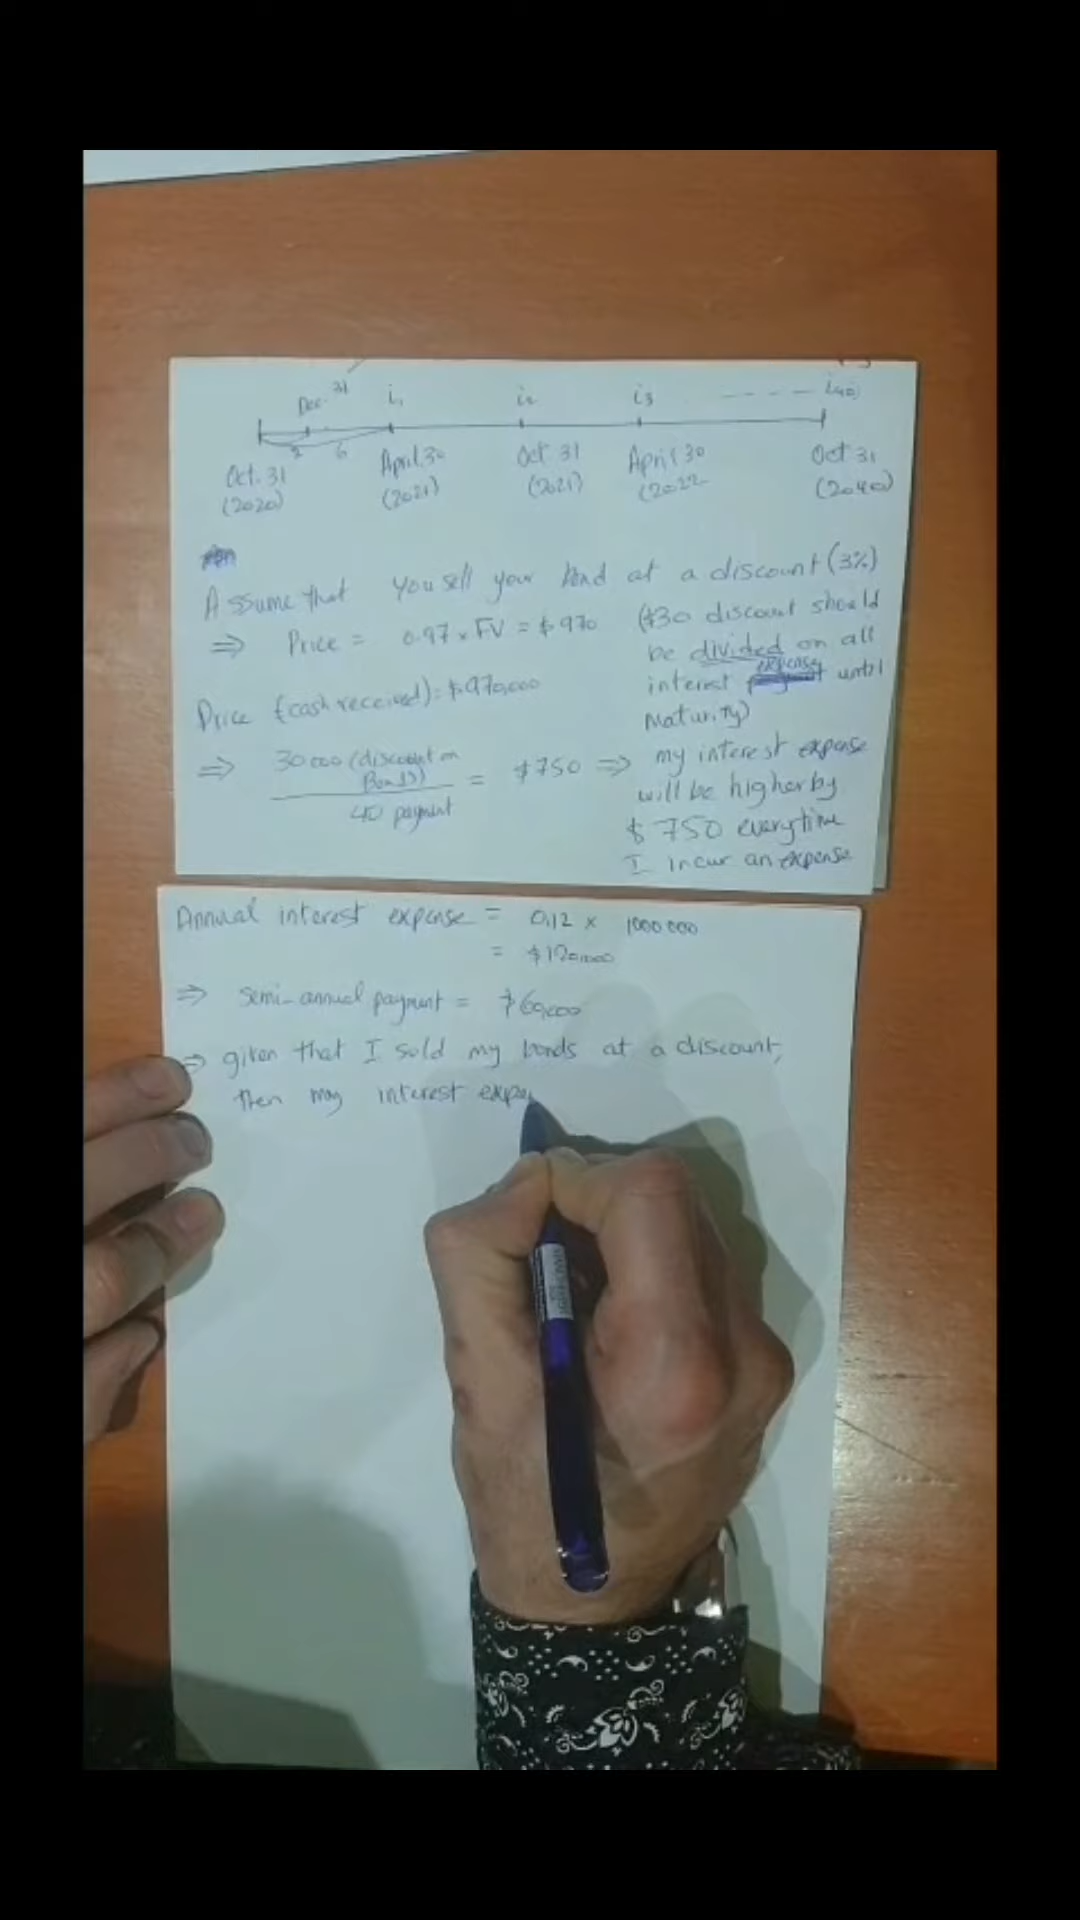 Dec 31 i1 i2 i3 ---- i40
2 6
Oct. 31 April 30 Oct 31 April 30 Oct 31
(2020) (2021) (2021) (2022 (2040)
Assume that you sell your bond at a discount (3%)
⇒ Price = 0.97 × FV = $970 ($30 discount should
be divided on all
interest expense until
maturity)
Price (cash received): $970,000
⇒ 30000 (discount on Bonds) / 40 payment = $750 ⇒ my interest expense
will be higher by
$750 everytime
I incur an expense
Annual interest expense = 0.12 × 1000 000
= $120,000
⇒ semi-annual payment = $60,000
⇒ given that I sold my bonds at a discount,
then my interest expe